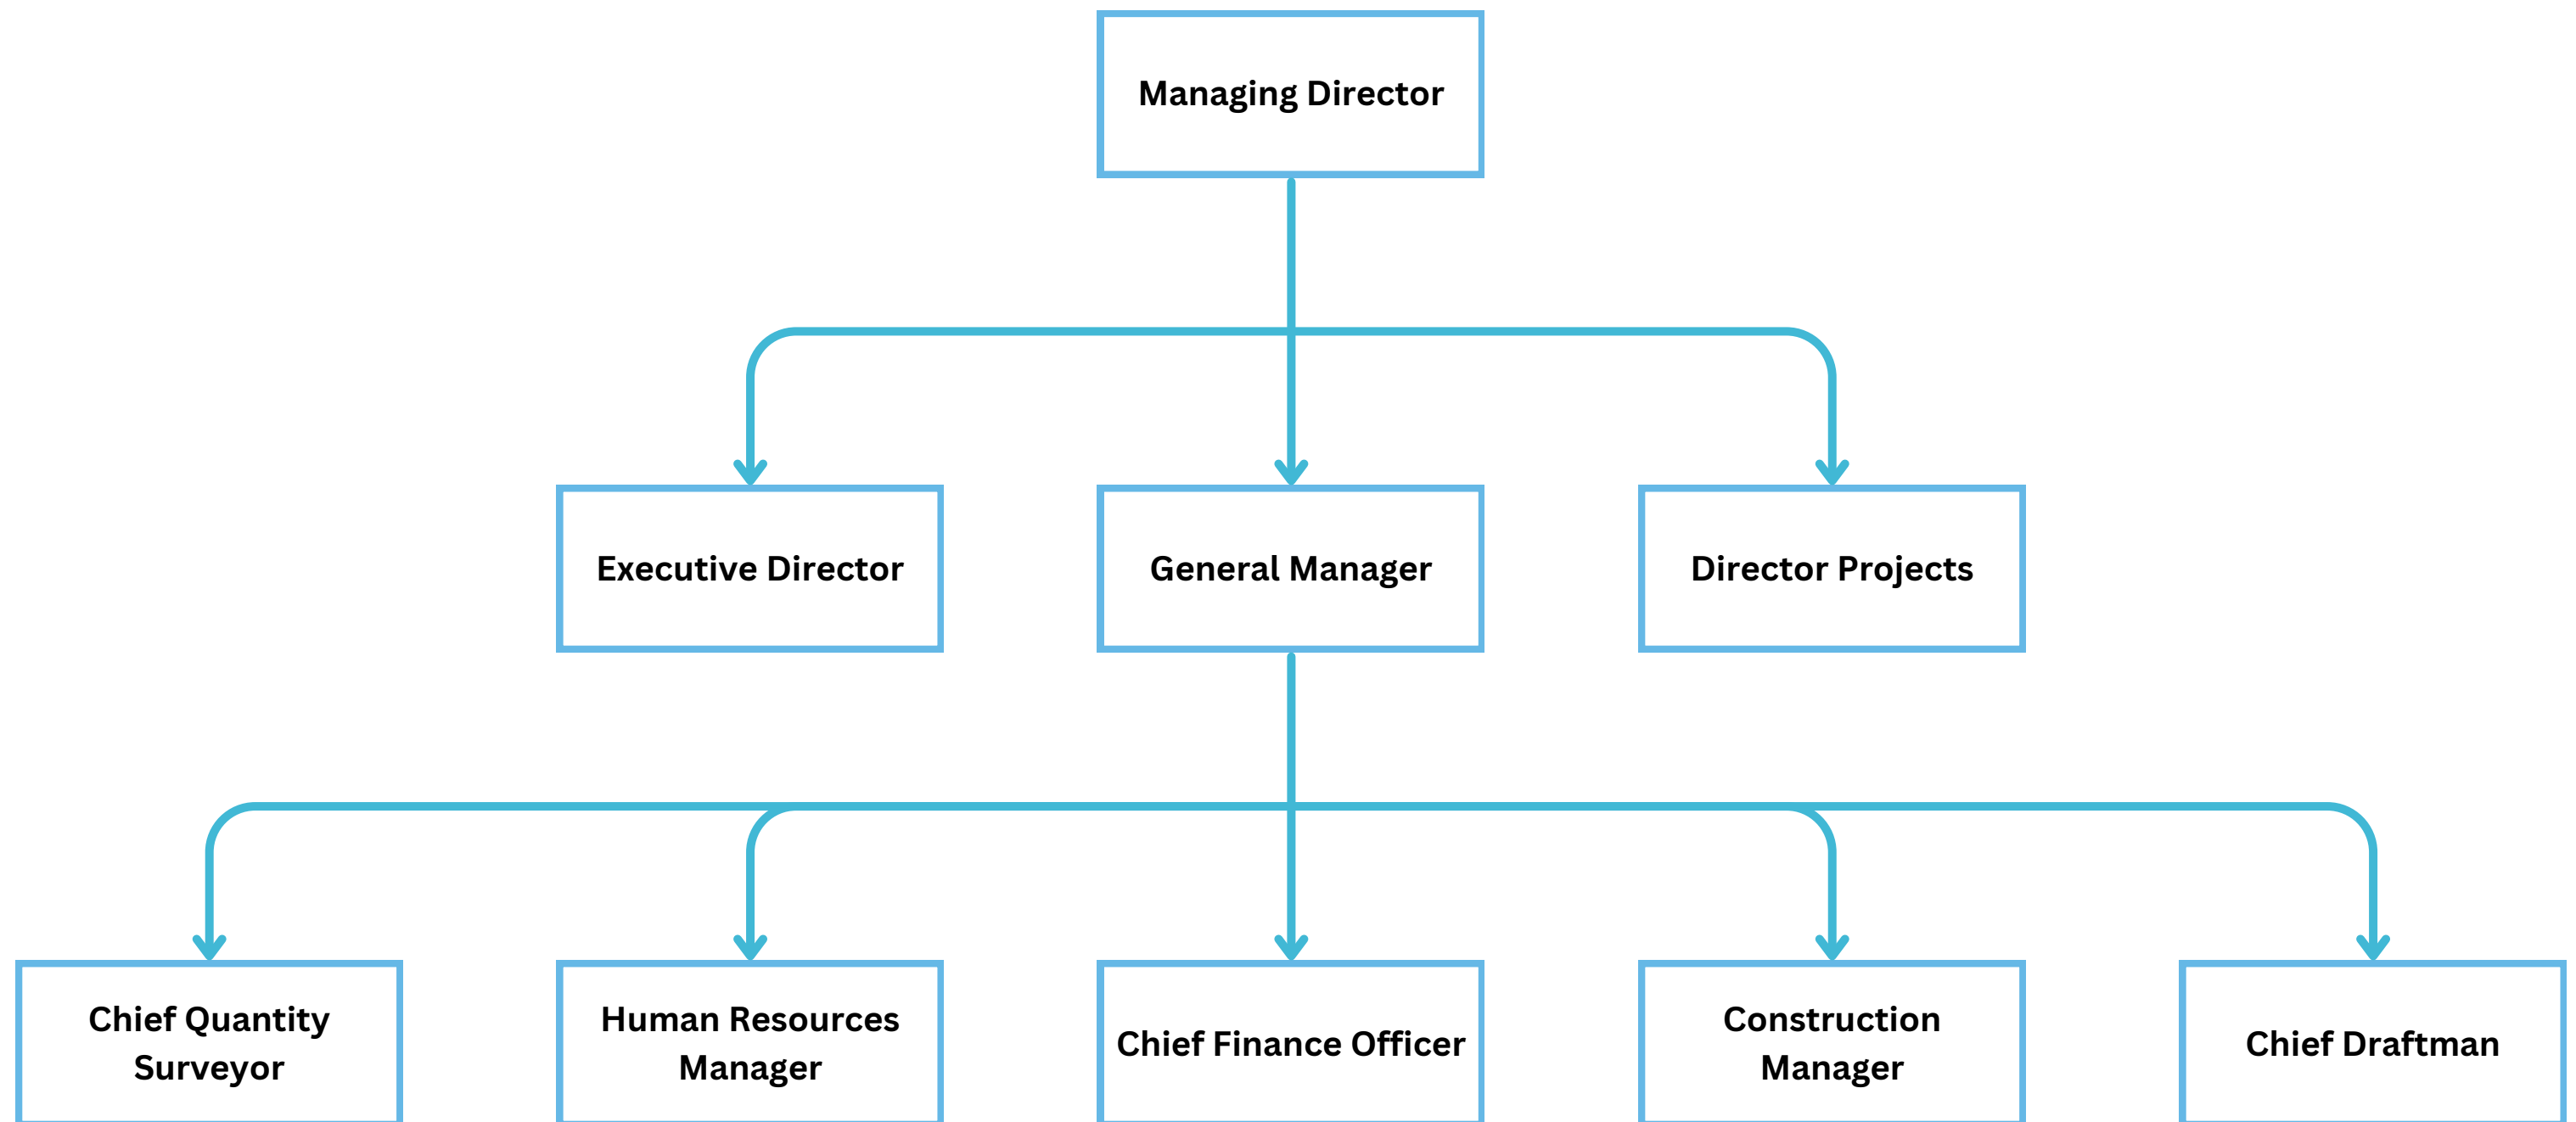 Managing Director
Executive Director
General Manager
Director Projects
Chief Quantity
Surveyor
Human Resources
Manager
Chief Finance Officer
Construction
Manager
Chief Draftman